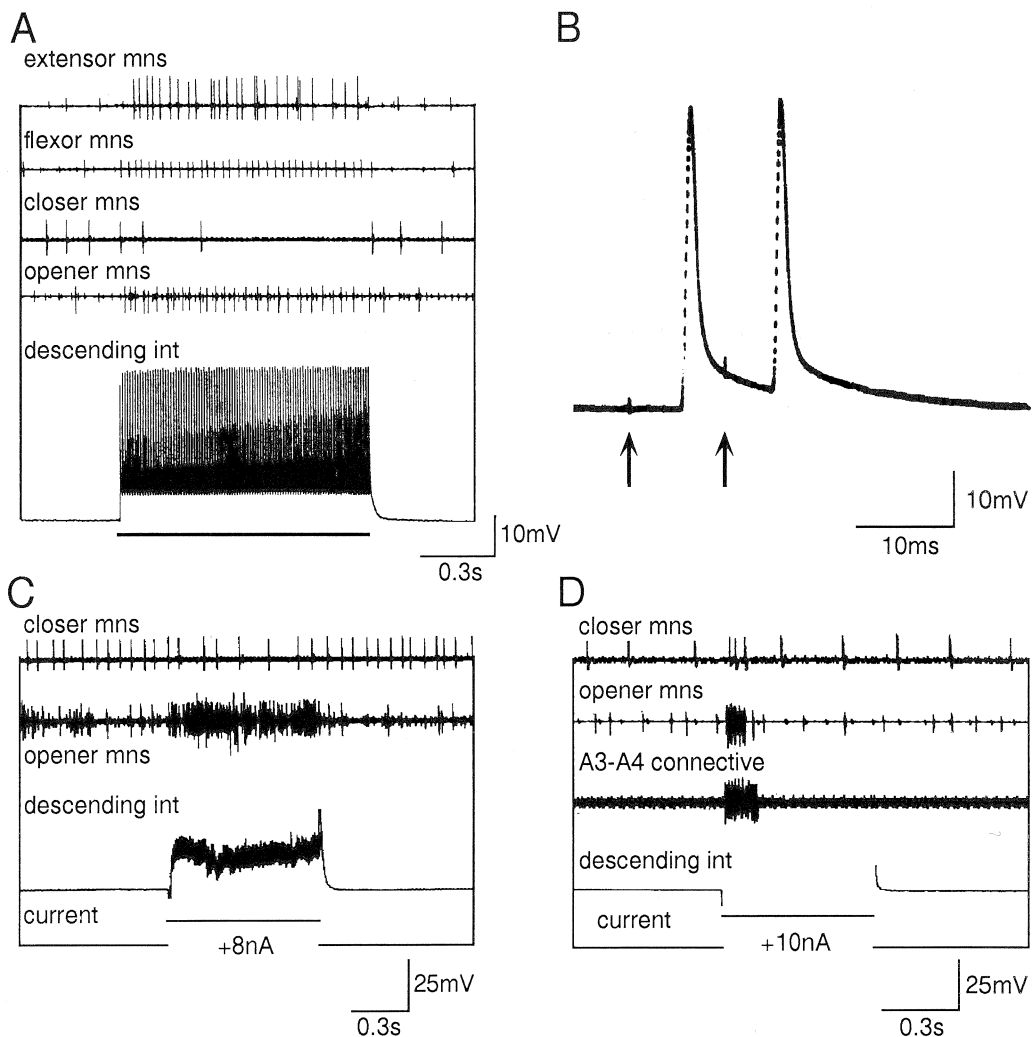 A
extensor mns
flexor mns
closer mns
opener mns
descending int
10mV
0.3s
B
10mV
10ms
C
closer mns
opener mns
descending int
current
+8nA
25mV
0.3s
D
closer mns
opener mns
A3-A4 connective
descending int
current
+10nA
25mV
0.3s